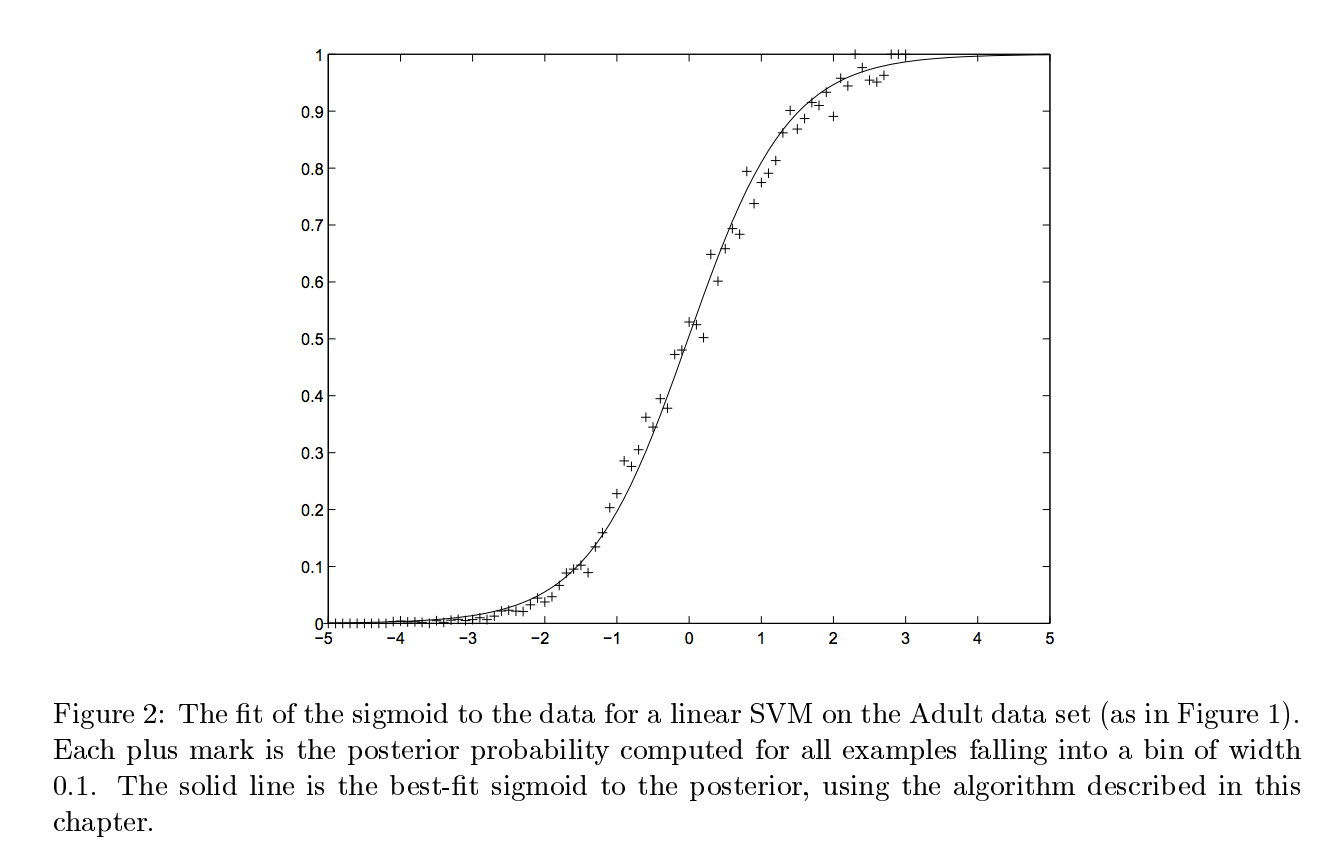 1
0.9
0.8
0.7
0.6
0.5
0.4
0.3
0.2
0.1
0
−5 −4 −3 −2 −1 0 1 2 3 4 5
Figure 2: The fit of the sigmoid to the data for a linear SVM on the Adult data set (as in Figure 1).
Each plus mark is the posterior probability computed for all examples falling into a bin of width
0.1. The solid line is the best-fit sigmoid to the posterior, using the algorithm described in this
chapter.